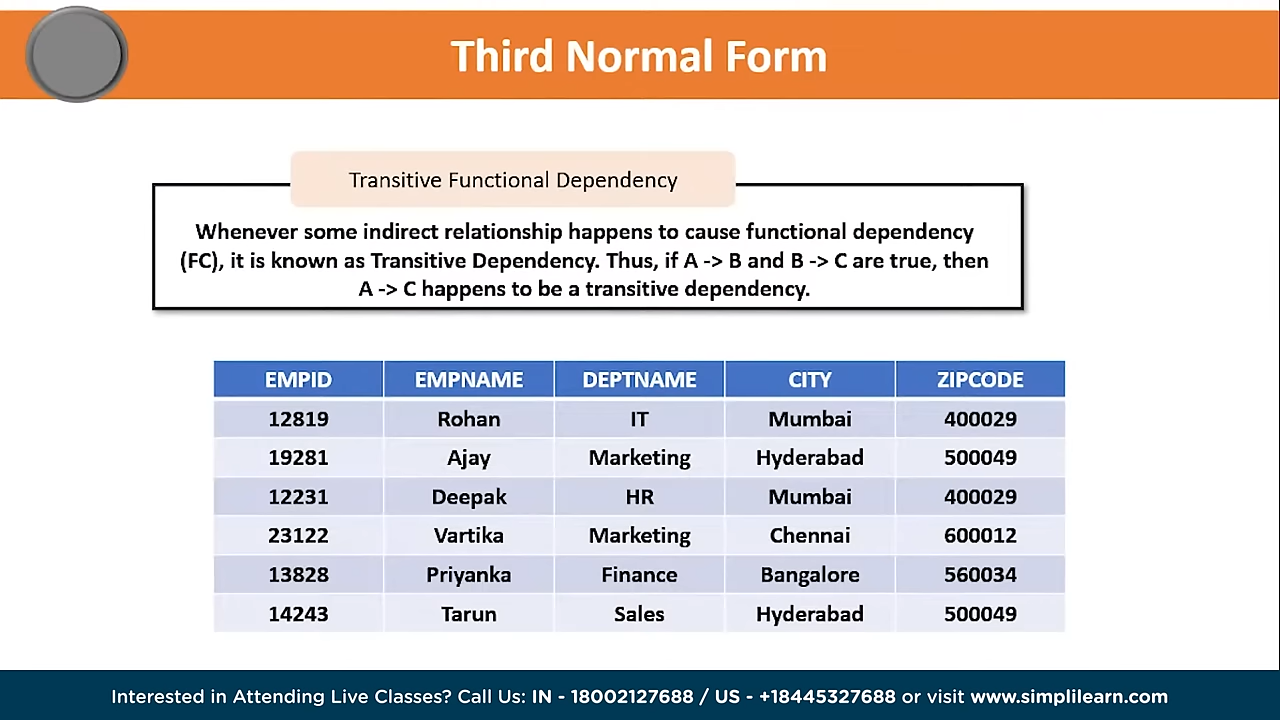 Third Normal Form
Transitive Functional Dependency
Whenever some indirect relationship happens to cause functional dependency
(FC), it is known as Transitive Dependency. Thus, if A -> B and B -> C are true, then
A -> C happens to be a transitive dependency.
EMPID EMPNAME DEPTNAME CITY ZIPCODE
12819 Rohan IT Mumbai 400029
19281 Ajay Marketing Hyderabad 500049
12231 Deepak HR Mumbai 400029
23122 Vartika Marketing Chennai 600012
13828 Priyanka Finance Bangalore 560034
14243 Tarun Sales Hyderabad 500049
Interested in Attending Live Classes? Call Us: IN - 18002127688 / US - +18445327688 or visit www.simplilearn.com